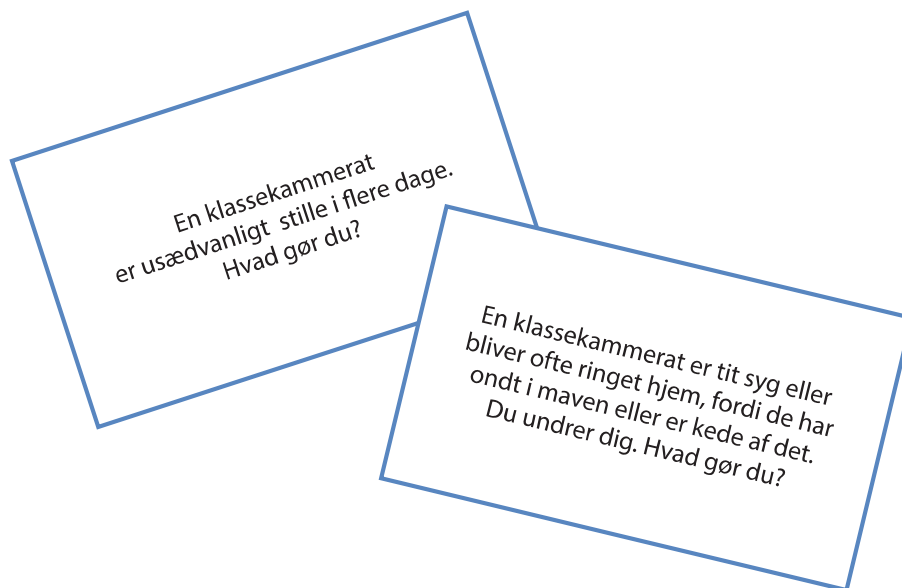 En klassekammerat
er usædvanligt stille i flere dage.
Hvad gør du?
En klassekammerat er tit syg eller
bliver ofte ringet hjem, fordi de har
ondt i maven eller er kede af det.
Du undrer dig. Hvad gør du?